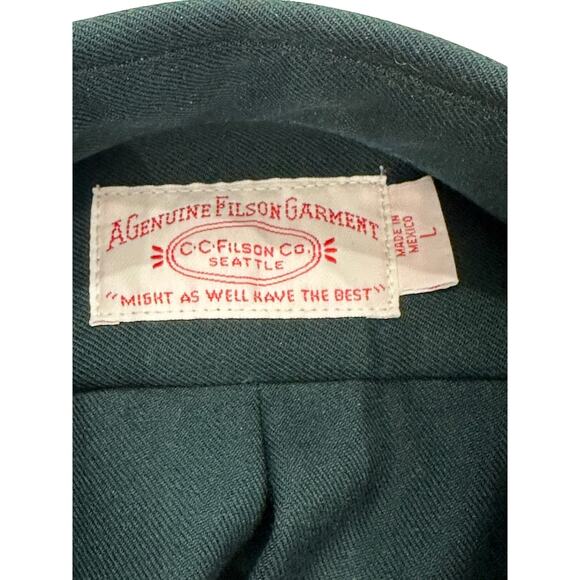 A GENUINE FILSON GARMENT
C·C·FILSON CO.
SEATTLE
"MIGHT AS WELL HAVE THE BEST"
MADE IN
MEXICO
L